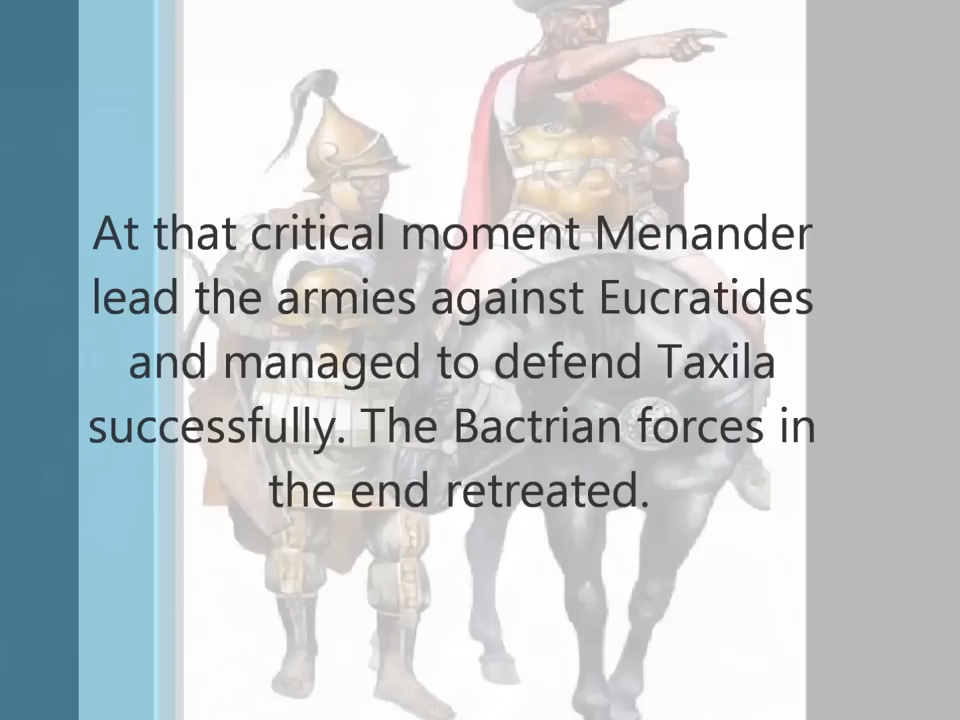 At that critical moment Menander
lead the armies against Eucratides
and managed to defend Taxila
successfully. The Bactrian forces in
the end retreated.